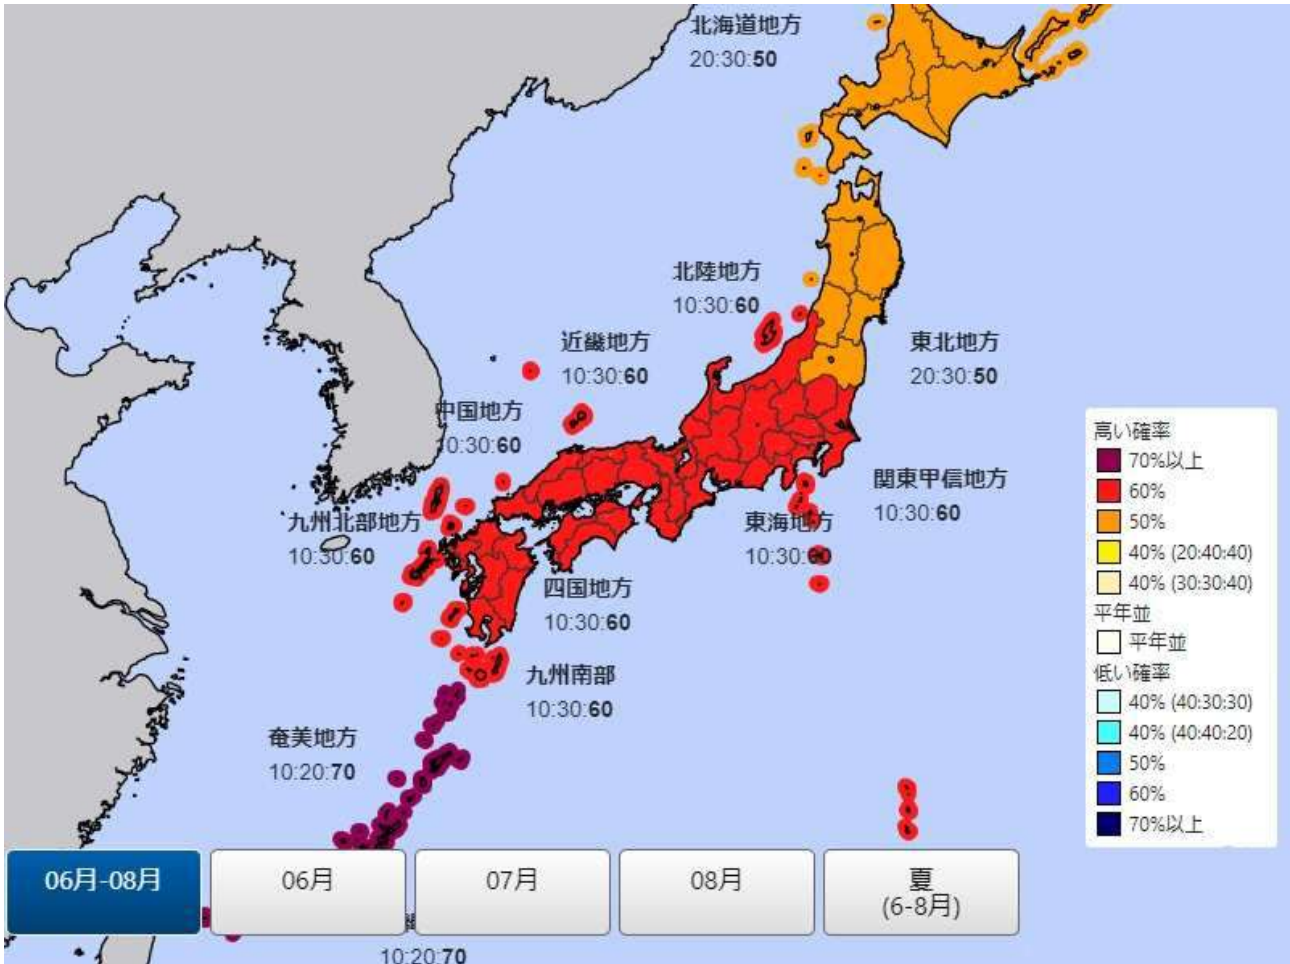 北海道地方
20:30:50
北陸地方
10:30:60
近畿地方
10:30:60
東北地方
20:30:50
中国地方
10:30:60
関東甲信地方
10:30:60
九州北部地方
10:30:60
東海地方
10:30:60
四国地方
10:30:60
九州南部
10:30:60
奄美地方
10:20:70
高い確率
70%以上
60%
50%
40% (20:40:40)
40% (30:30:40)
平年並
平年並
低い確率
40% (40:30:30)
40% (40:40:20)
50%
60%
70%以上
06月-08月
06月
07月
08月
夏
(6-8月)
10:20:70